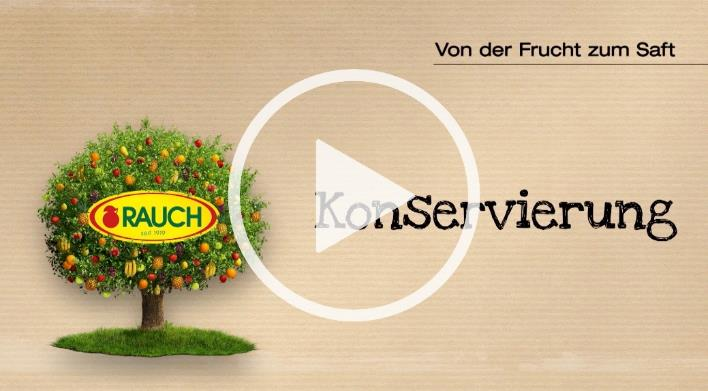 Von der Frucht zum Saft
RAUCH
seit 1919
Konservierung